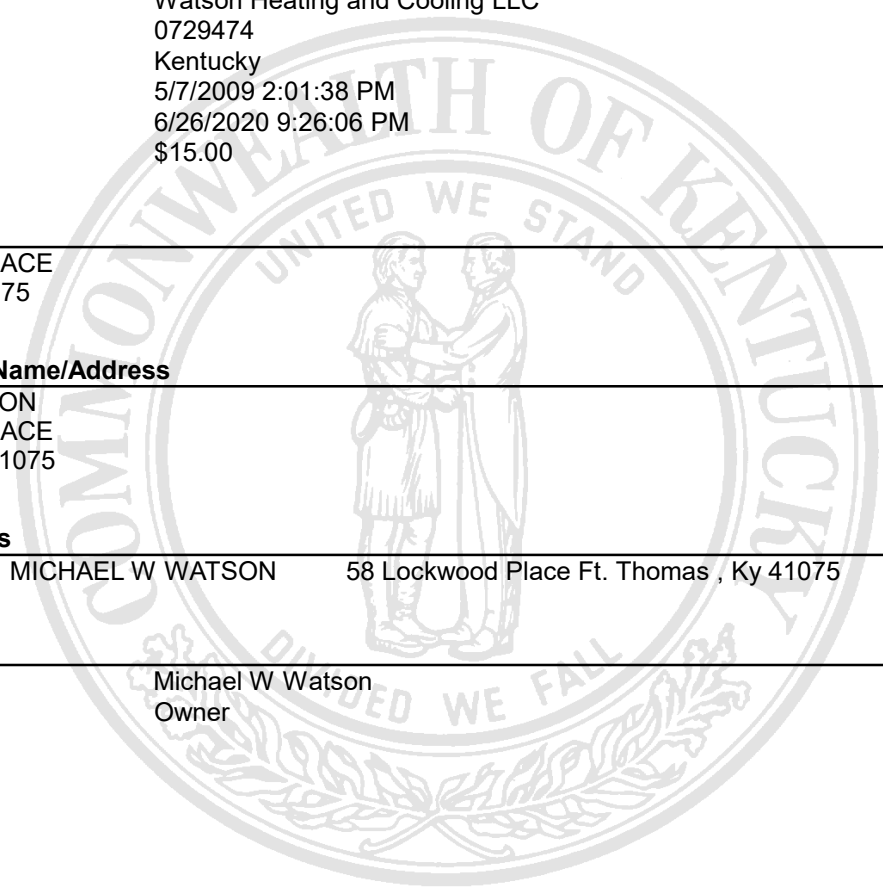 Watson Heating and Cooling LLC
0729474
Kentucky
5/7/2009 2:01:38 PM
6/26/2020 9:26:06 PM
$15.00
ACE
75
Name/Address
ON
ACE
1075
s
MICHAEL W WATSON 58 Lockwood Place Ft. Thomas , Ky 41075
Michael W Watson
Owner
COMMONWEALTH OF KENTUCKY
UNITED WE STAND
DIVIDED WE FALL